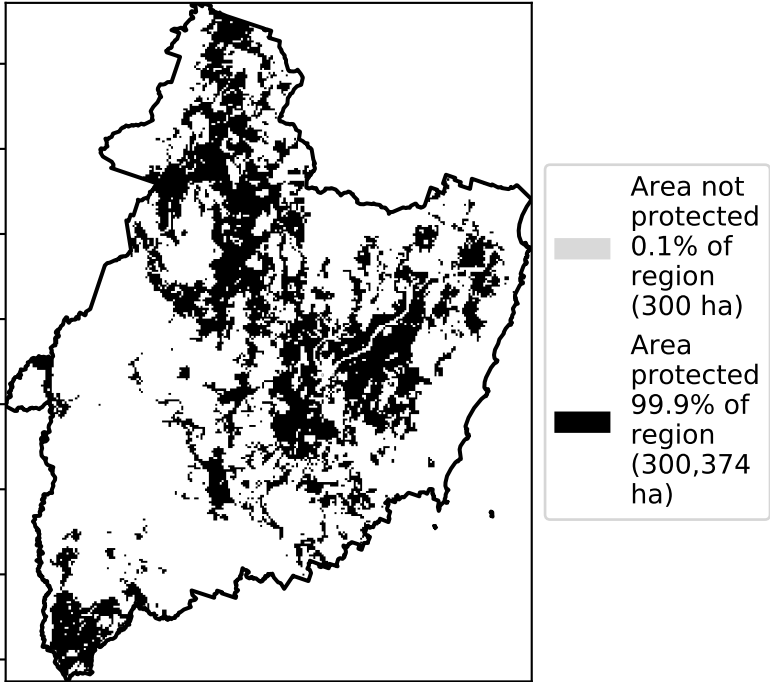 Area not
protected
0.1% of
region
(300 ha)
Area
protected
99.9% of
region
(300,374
ha)